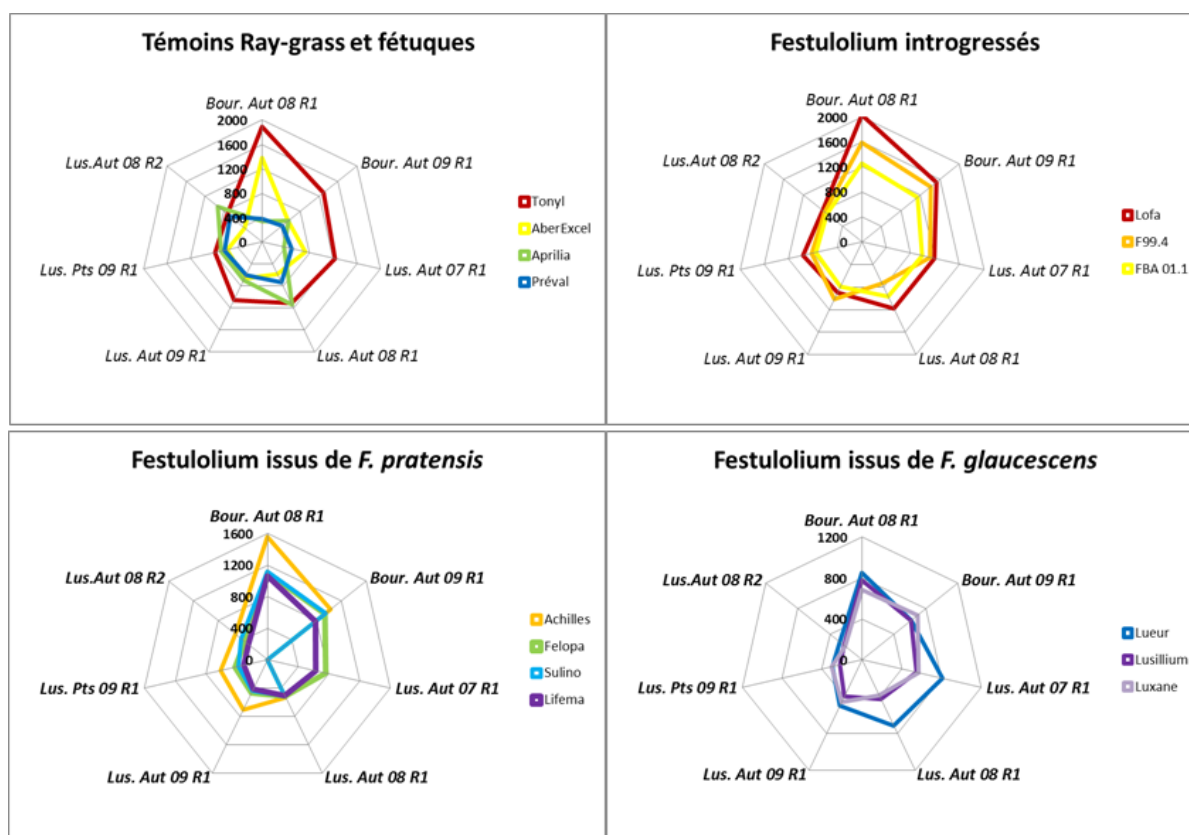 Témoins Ray-grass et fétuques
Bour. Aut 08 R1
2000
1600
1200
800
400
0
Bour. Aut 09 R1
Lus. Aut 07 R1
Lus. Aut 08 R1
Lus. Aut 09 R1
Lus. Pts 09 R1
Lus.Aut 08 R2
Tonyl
AberExcel
Aprilia
Préval
Festulolium introgressés
Bour. Aut 08 R1
2000
1600
1200
800
400
0
Bour. Aut 09 R1
Lus. Aut 07 R1
Lus. Aut 08 R1
Lus. Aut 09 R1
Lus. Pts 09 R1
Lus.Aut 08 R2
Lofa
F99.4
FBA 01.1
Festulolium issus de F. pratensis
Bour. Aut 08 R1
1600
1200
800
400
0
Bour. Aut 09 R1
Lus. Aut 07 R1
Lus. Aut 08 R1
Lus. Aut 09 R1
Lus. Pts 09 R1
Lus.Aut 08 R2
Achilles
Felopa
Sulino
Lifema
Festulolium issus de F. glaucescens
Bour. Aut 08 R1
1200
800
400
0
Bour. Aut 09 R1
Lus. Aut 07 R1
Lus. Aut 08 R1
Lus. Aut 09 R1
Lus. Pts 09 R1
Lus.Aut 08 R2
Lueur
Lusillium
Luxane